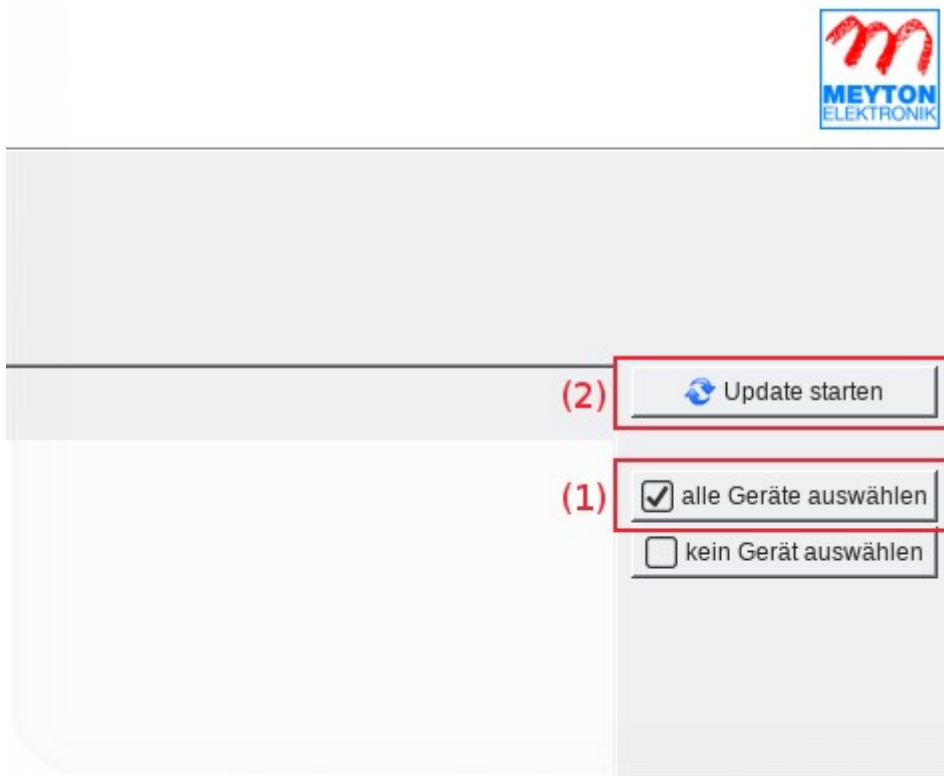 MEYTON
ELEKTRONIK
(2) Update starten
(1) alle Geräte auswählen
kein Gerät auswählen